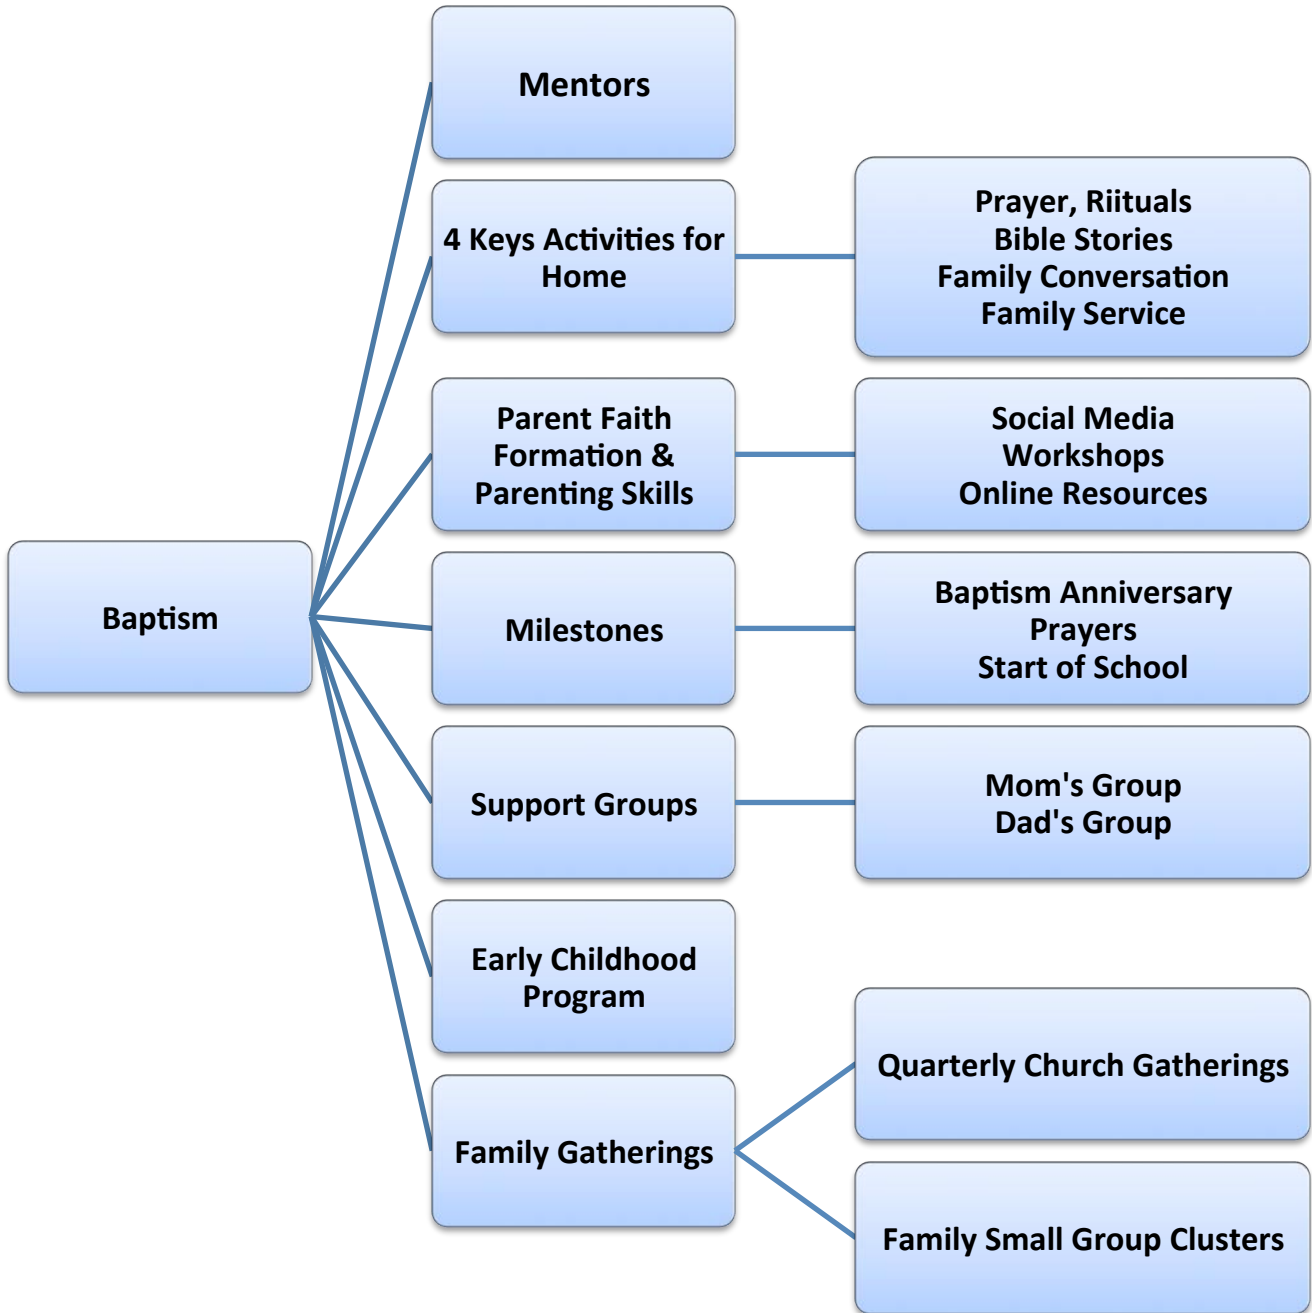 Mentors
4 Keys Activities for
Home
Prayer, Riituals
Bible Stories
Family Conversation
Family Service
Parent Faith
Formation &
Parenting Skills
Social Media
Workshops
Online Resources
Baptism
Milestones
Baptism Anniversary
Prayers
Start of School
Support Groups
Mom's Group
Dad's Group
Early Childhood
Program
Family Gatherings
Quarterly Church Gatherings
Family Small Group Clusters